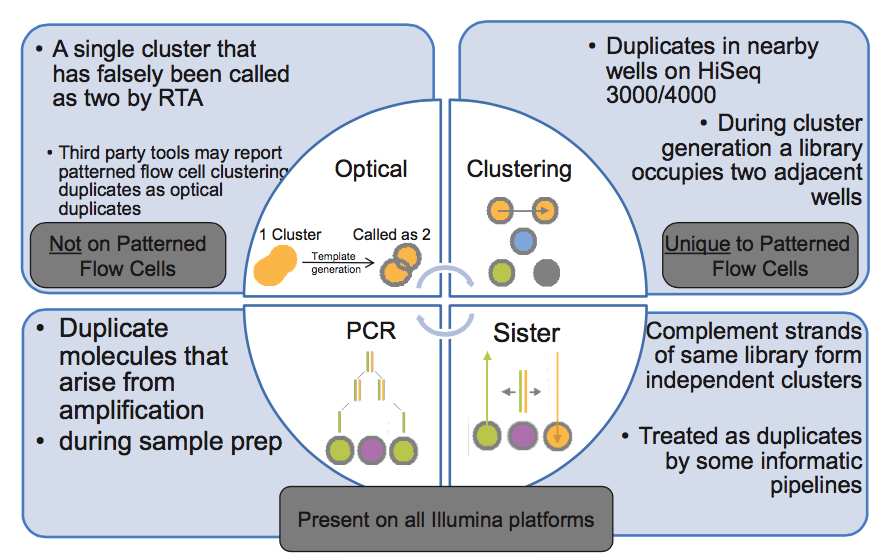 • A single cluster that
has falsely been called
as two by RTA
• Third party tools may report
patterned flow cell clustering
duplicates as optical
duplicates
Not on Patterned
Flow Cells
Optical
1 Cluster
Template
generation
Called as 2
Clustering
• Duplicates in nearby
wells on HiSeq
3000/4000
• During cluster
generation a library
occupies two adjacent
wells
Unique to Patterned
Flow Cells
• Duplicate
molecules that
arise from
amplification
• during sample prep
PCR
Sister
Complement strands
of same library form
independent clusters
• Treated as duplicates
by some informatic
pipelines
Present on all Illumina platforms